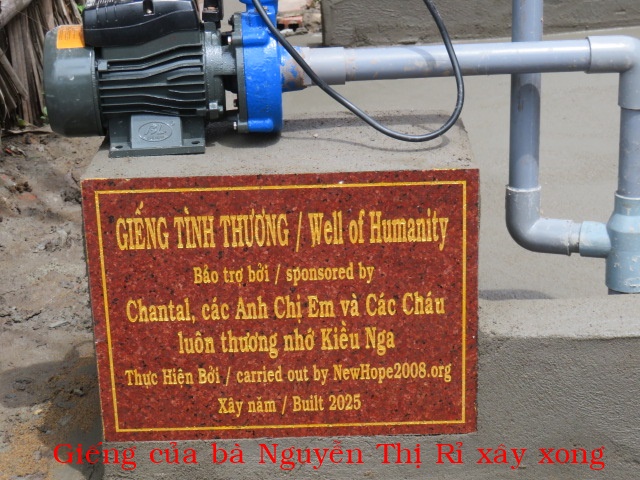 GIẾNG TÌNH THƯƠNG / Well of Humanity
Bảo trợ bởi / sponsored by
Chantal, các Anh Chi Em và Các Cháu
luôn thương nhớ Kiều Nga
Thực Hiện Bởi / carried out by NewHope2008.org
Xây năm / Built 2025
Giếng của bà Nguyễn Thị Rỉ xây xong